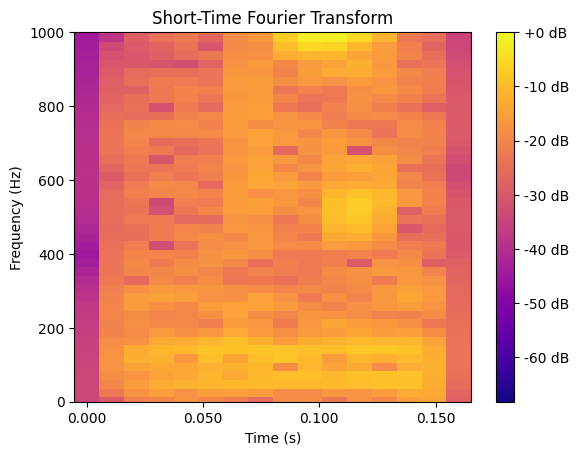 Short-Time Fourier Transform
1000
800
600
400
200
0
Frequency (Hz)
0.000
0.050
0.100
0.150
Time (s)
+0 dB
-10 dB
-20 dB
-30 dB
-40 dB
-50 dB
-60 dB